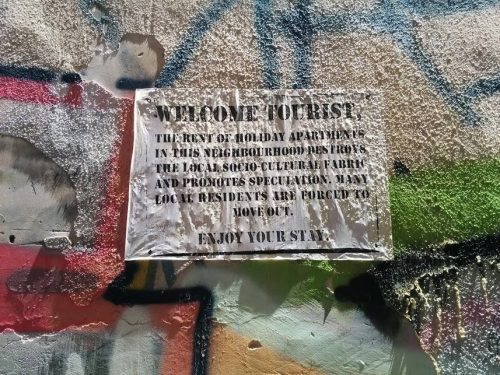 WELCOME TOURIST,
THE RENT OF HOLIDAY APARTMENTS
IN THIS NEIGHBOURHOOD DESTROYS
THE LOCAL SOCIO-CULTURAL FABRIC
AND PROMOTES SPECULATION. MANY
LOCAL RESIDENTS ARE FORCED TO
MOVE OUT.
ENJOY YOUR STAY.